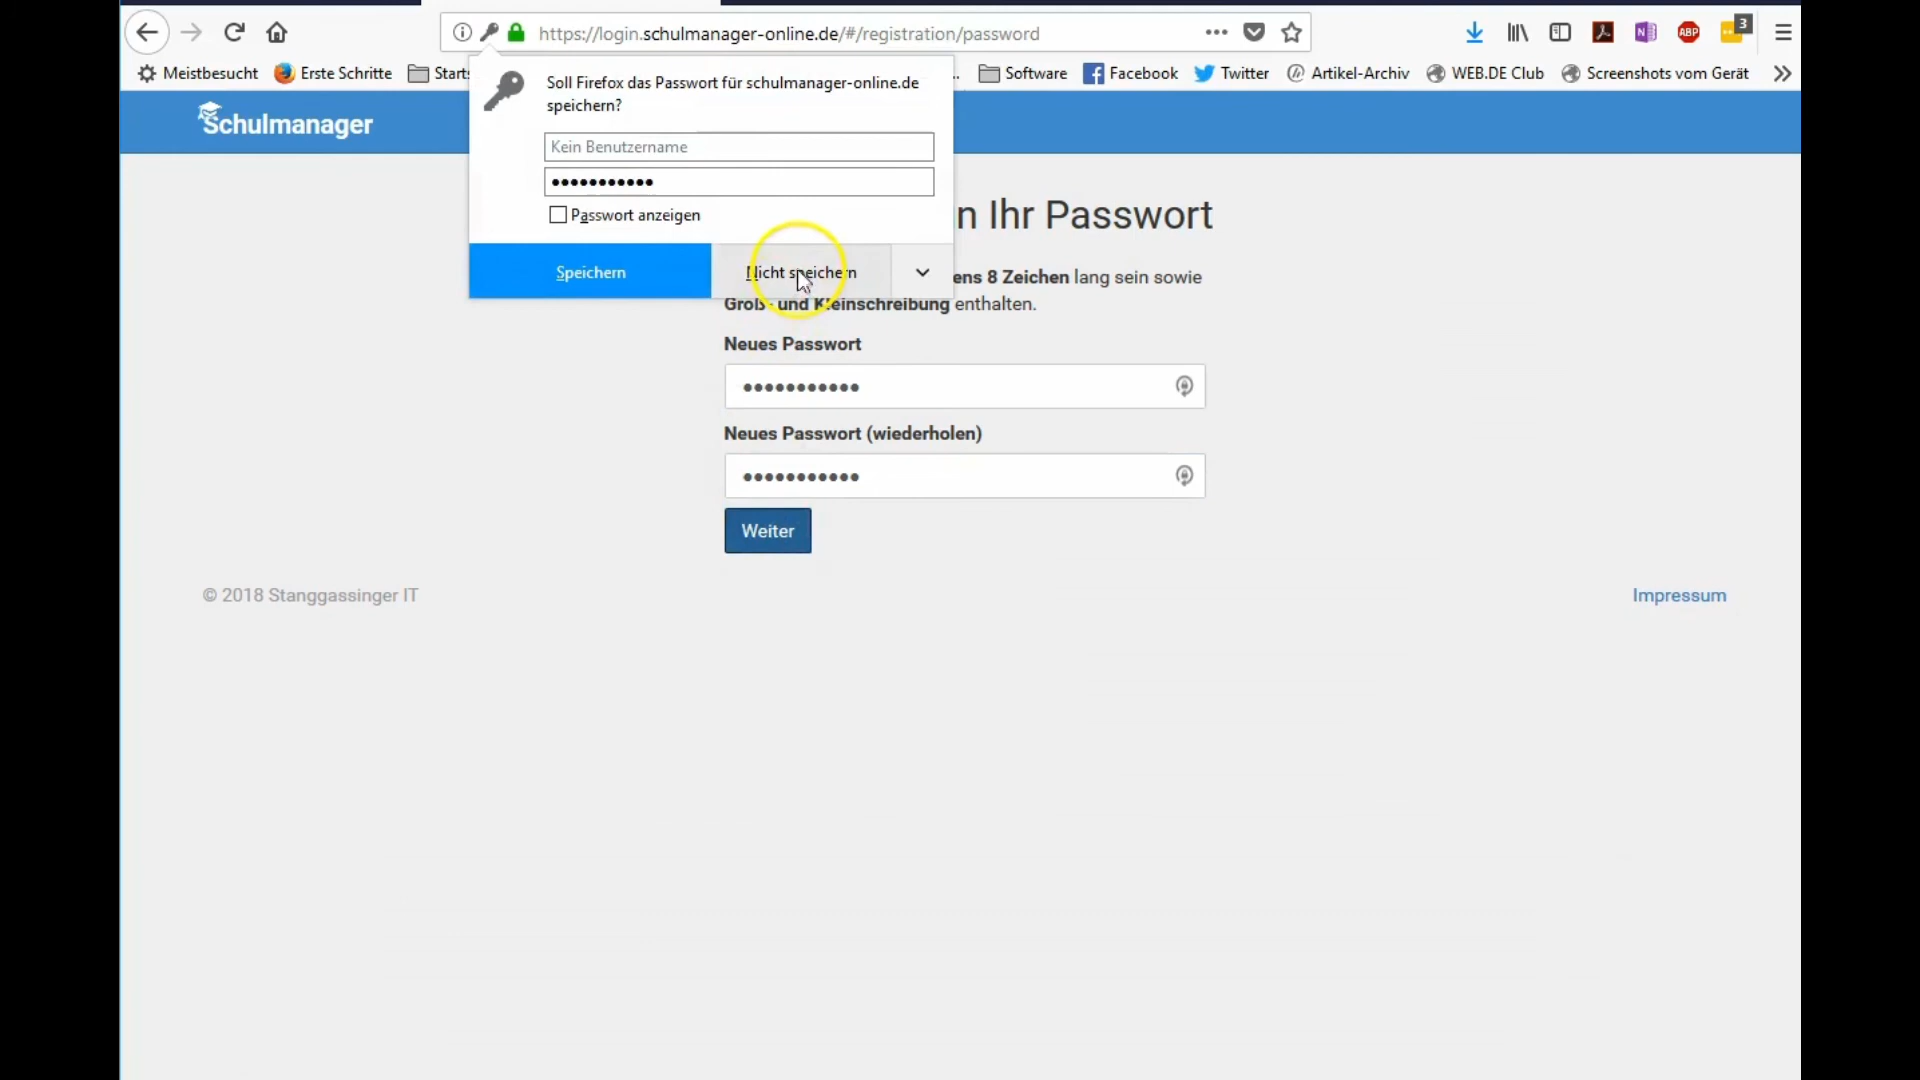 https://login.schulmanager-online.de/#/registration/password
3
ABP
Meistbesucht
Erste Schritte
Starts
...
Software
Facebook
Twitter
Artikel-Archiv
WEB.DE Club
Screenshots vom Gerät
Schulmanager
Soll Firefox das Passwort für schulmanager-online.de
speichern?
Kein Benutzername
Passwort anzeigen
Speichern
Nicht speichern
n Ihr Passwort
ens 8 Zeichen lang sein sowie
Groß- und Kleinschreibung enthalten.
Neues Passwort
Neues Passwort (wiederholen)
Weiter
© 2018 Stanggassinger IT
Impressum